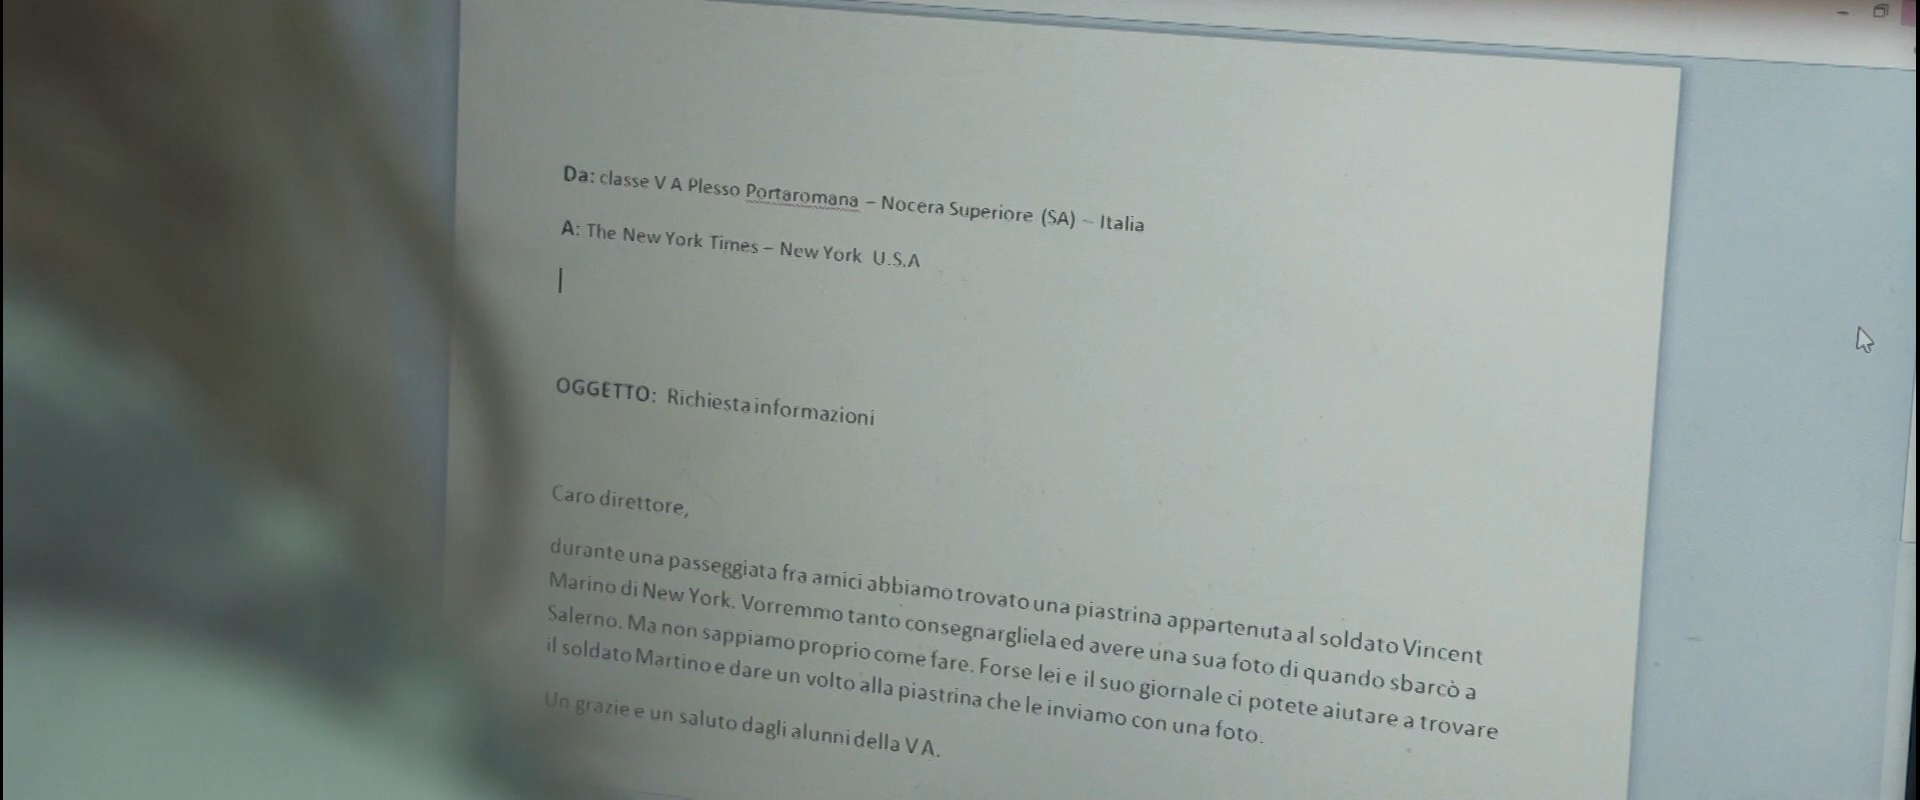 Da: classe V A Plesso Portaromana – Nocera Superiore (SA) – Italia
A: The New York Times – New York U.S.A
OGGETTO: Richiesta informazioni
Caro direttore,
durante una passeggiata fra amici abbiamo trovato una piastrina appartenuta al soldato Vincent
Marino di New York. Vorremmo tanto consegnargliela ed avere una sua foto di quando sbarcò a
Salerno. Ma non sappiamo proprio come fare. Forse lei e il suo giornale ci potete aiutare a trovare
il soldato Martino e dare un volto alla piastrina che le inviamo con una foto.
Un grazie e un saluto dagli alunni della V A.